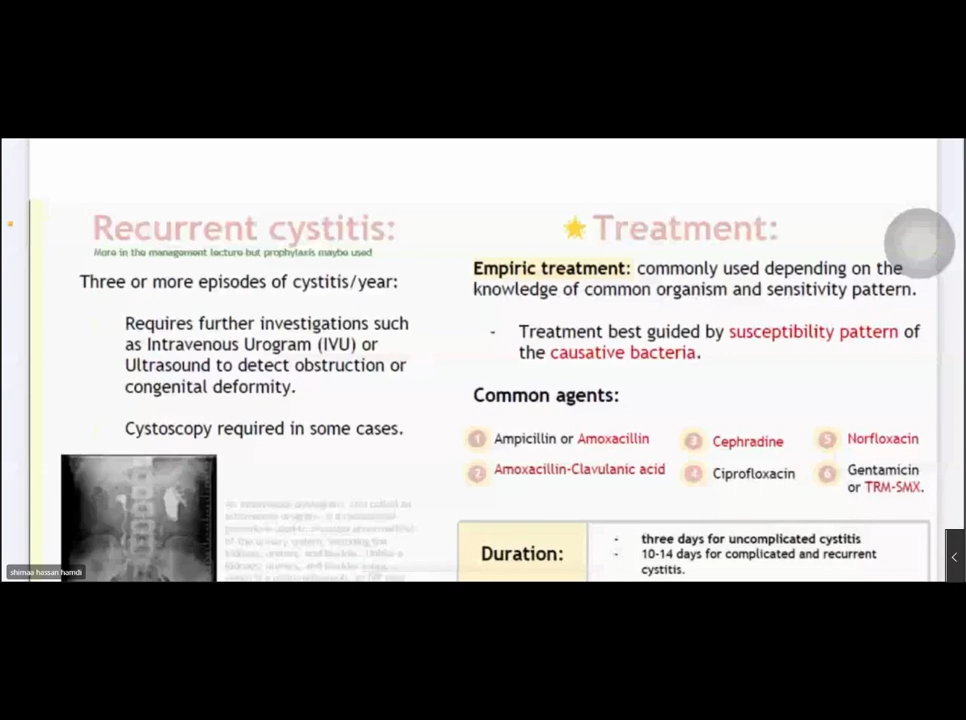 Recurrent cystitis:
More in the management lecture but prophylaxis maybe used
Three or more episodes of cystitis/year:
Requires further investigations such
as Intravenous Urogram (IVU) or
Ultrasound to detect obstruction or
congenital deformity.
Cystoscopy required in some cases.
shimaa hassan hamdi
Treatment:
Empiric treatment: commonly used depending on the
knowledge of common organism and sensitivity pattern.
- Treatment best guided by susceptibility pattern of
the causative bacteria.
Common agents:
1 Ampicillin or Amoxacillin
2 Amoxacillin-Clavulanic acid
3 Cephradine
4 Ciprofloxacin
5 Norfloxacin
6 Gentamicin
or TRM-SMX.
Duration:
- three days for uncomplicated cystitis
- 10-14 days for complicated and recurrent
cystitis.